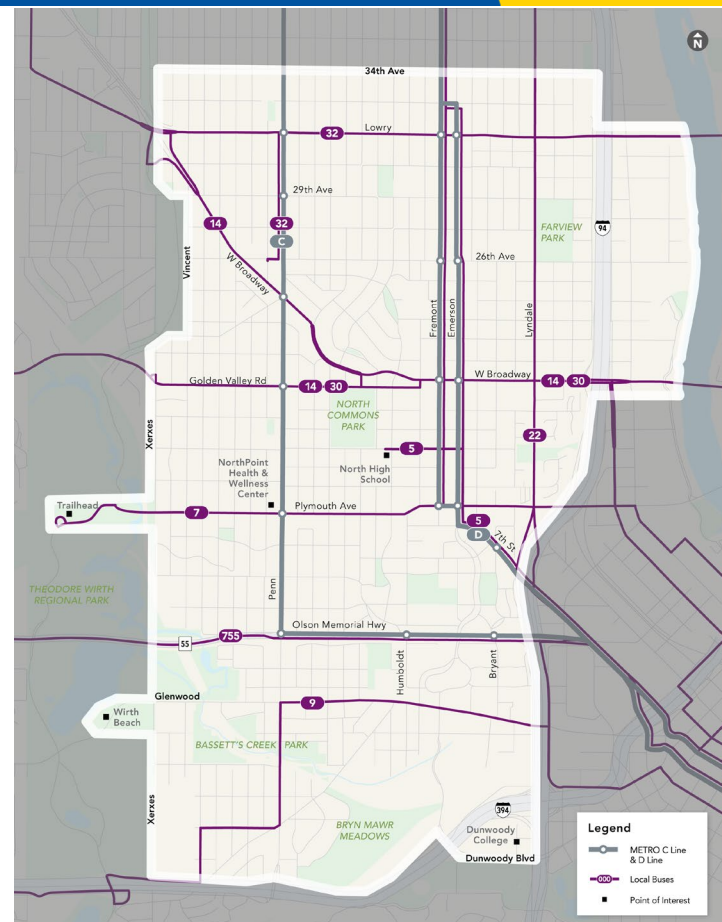 N
34th Ave
32
Lowry
29th Ave
14
32
C
FARVIEW
PARK
94
Vincent
W Broadway
26th Ave
Fremont
Emerson
Lyndale
Golden Valley Rd
14
30
W Broadway
14
30
NORTH
COMMONS
PARK
Xerxes
22
5
NorthPoint
Health &
Wellness
Center
North High
School
Trailhead
7
Plymouth Ave
5
D
7th St
THEODORE WIRTH
REGIONAL PARK
Penn
Olson Memorial Hwy
755
55
Humboldt
Bryant
Glenwood
9
Wirth
Beach
BASSETT'S CREEK PARK
Xerxes
394
BRYN MAWR
MEADOWS
Dunwoody
College
Dunwoody Blvd
Legend
METRO C Line
& D Line
000
Local Buses
Point of Interest